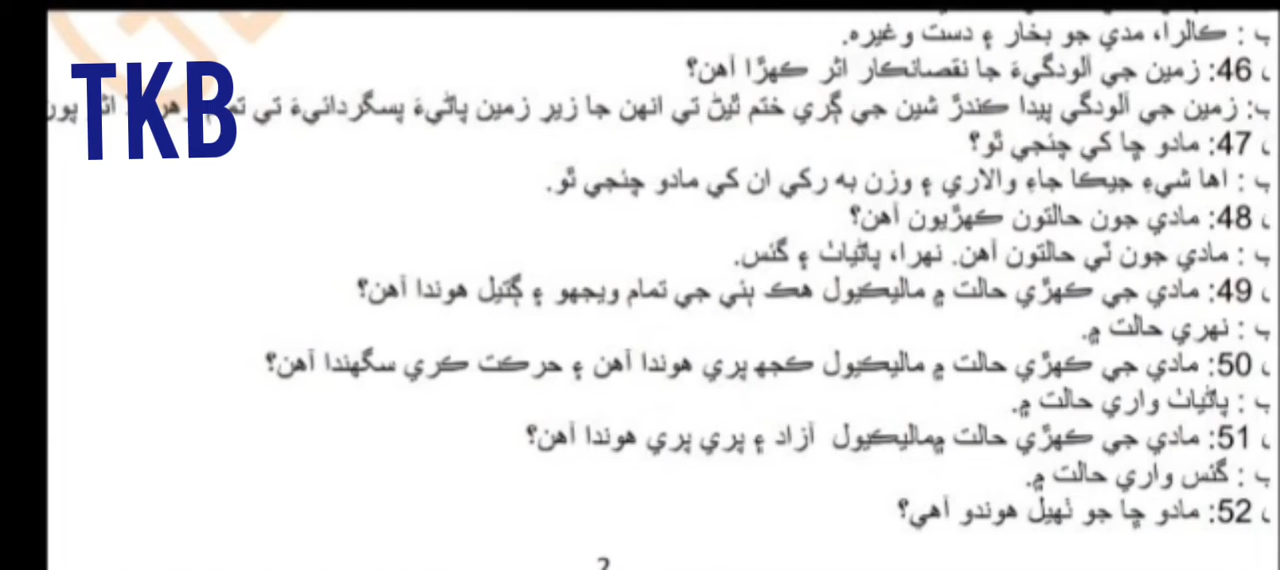 TKB
ب : ڪالرا، مدي جو بخار ۽ دست وغيره.
، 46: زمين جي آلودگيءَ جا نقصانڪار اثر ڪهڙا آهن؟
ب: زمين جي آلودگي پيدا ڪندڙ شين جي ڳري ختم ٿيڻ تي انهن جا زير زمين پاڻيءَ پسگردائيءَ تي
، 47: مادو ڇا کي چئجي ٿو؟
ب : اها شيءِ جيڪا جاءِ والاري ۽ وزن به رکي ان کي مادو چئجي ٿو.
، 48: مادي جون حالتون ڪهڙيون آهن؟
ب : مادي جون ٽي حالتون آهن. نهرا، پاڻياٺ ۽ گئس.
، 49: مادي جي ڪهڙي حالت ۾ ماليڪيول هڪ ٻئي جي تمام ويجهو ۽ ڳتيل هوندا آهن؟
ب : نهري حالت ۾.
، 50: مادي جي ڪهڙي حالت ۾ ماليڪيول ڪجهه پري هوندا آهن ۽ حرڪت ڪري سگهندا آهن؟
ب : پاڻياٺ واري حالت ۾.
، 51: مادي جي ڪهڙي حالت ۾ماليڪيول آزاد ۽ پري پري هوندا آهن؟
ب : گئس واري حالت ۾.
، 52: مادو ڇا جو ٺهيل هوندو آهي؟
2